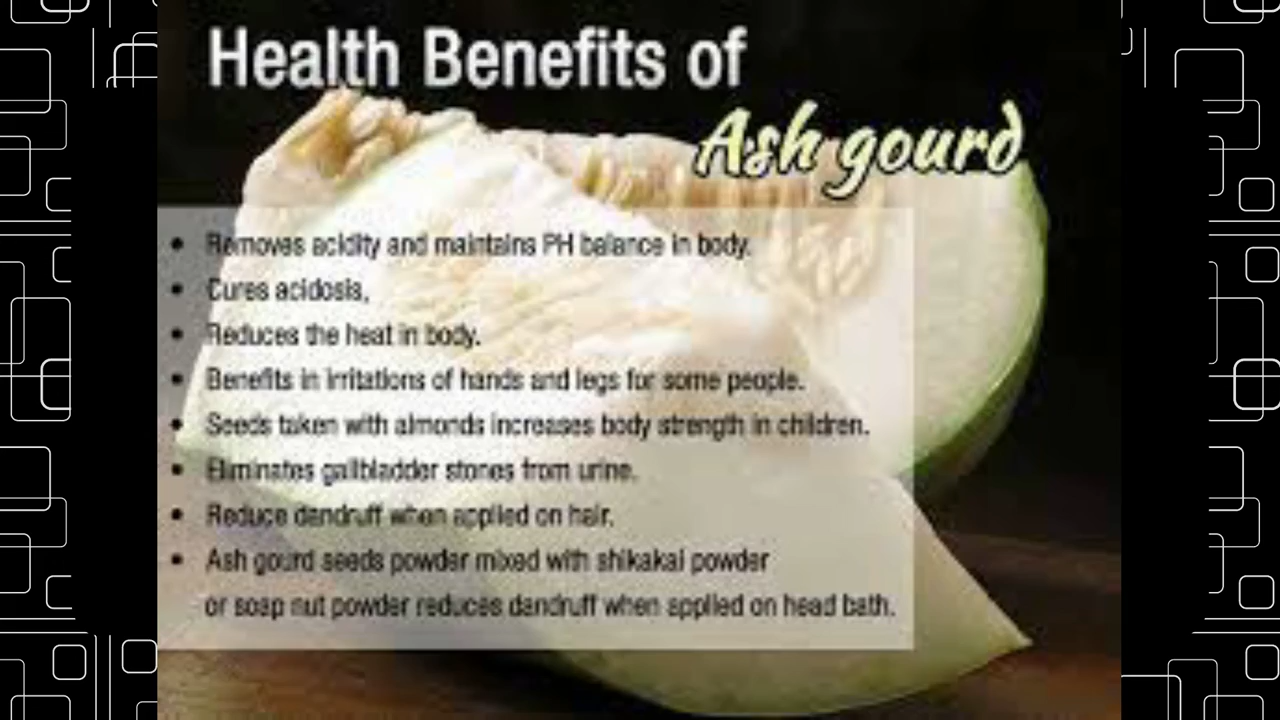 Health Benefits of
Ash gourd
• Removes acidity and maintains PH balance in body.
• Cures acidosis,
• Reduces the heat in body.
• Benefits in irritations of hands and legs for some people.
• Seeds taken with almonds increases body strength in children.
• Eliminates gallbladder stones from urine.
• Reduce dandruff when applied on hair.
• Ash gourd seeds powder mixed with shikakai powder
or soap nut powder reduces dandruff when applied on head bath.